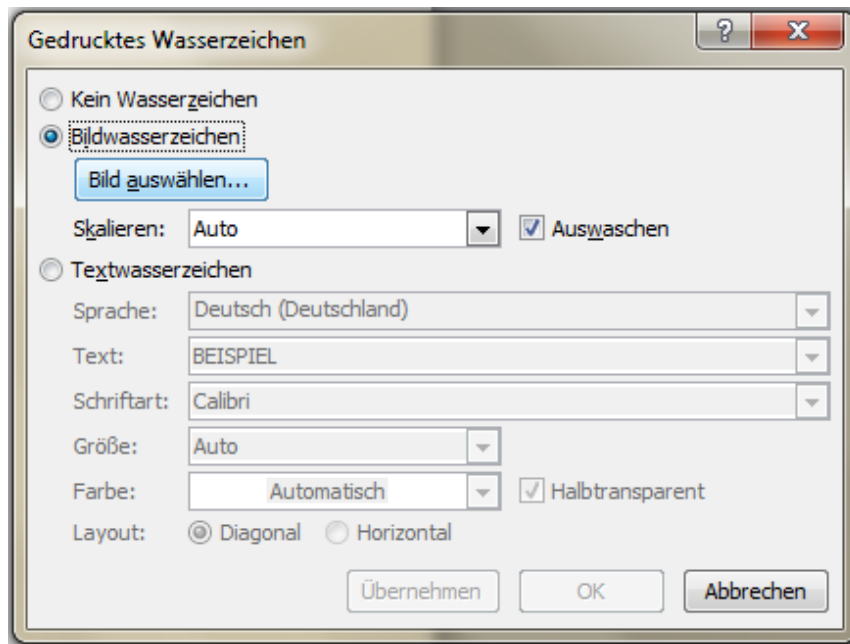 Gedrucktes Wasserzeichen
Kein Wasserzeichen
Bildwasserzeichen
Bild auswählen...
Skalieren: Auto Auswaschen
Textwasserzeichen
Sprache: Deutsch (Deutschland)
Text: BEISPIEL
Schriftart: Calibri
Größe: Auto
Farbe: Automatisch Halbtransparent
Layout: Diagonal Horizontal
Übernehmen OK Abbrechen